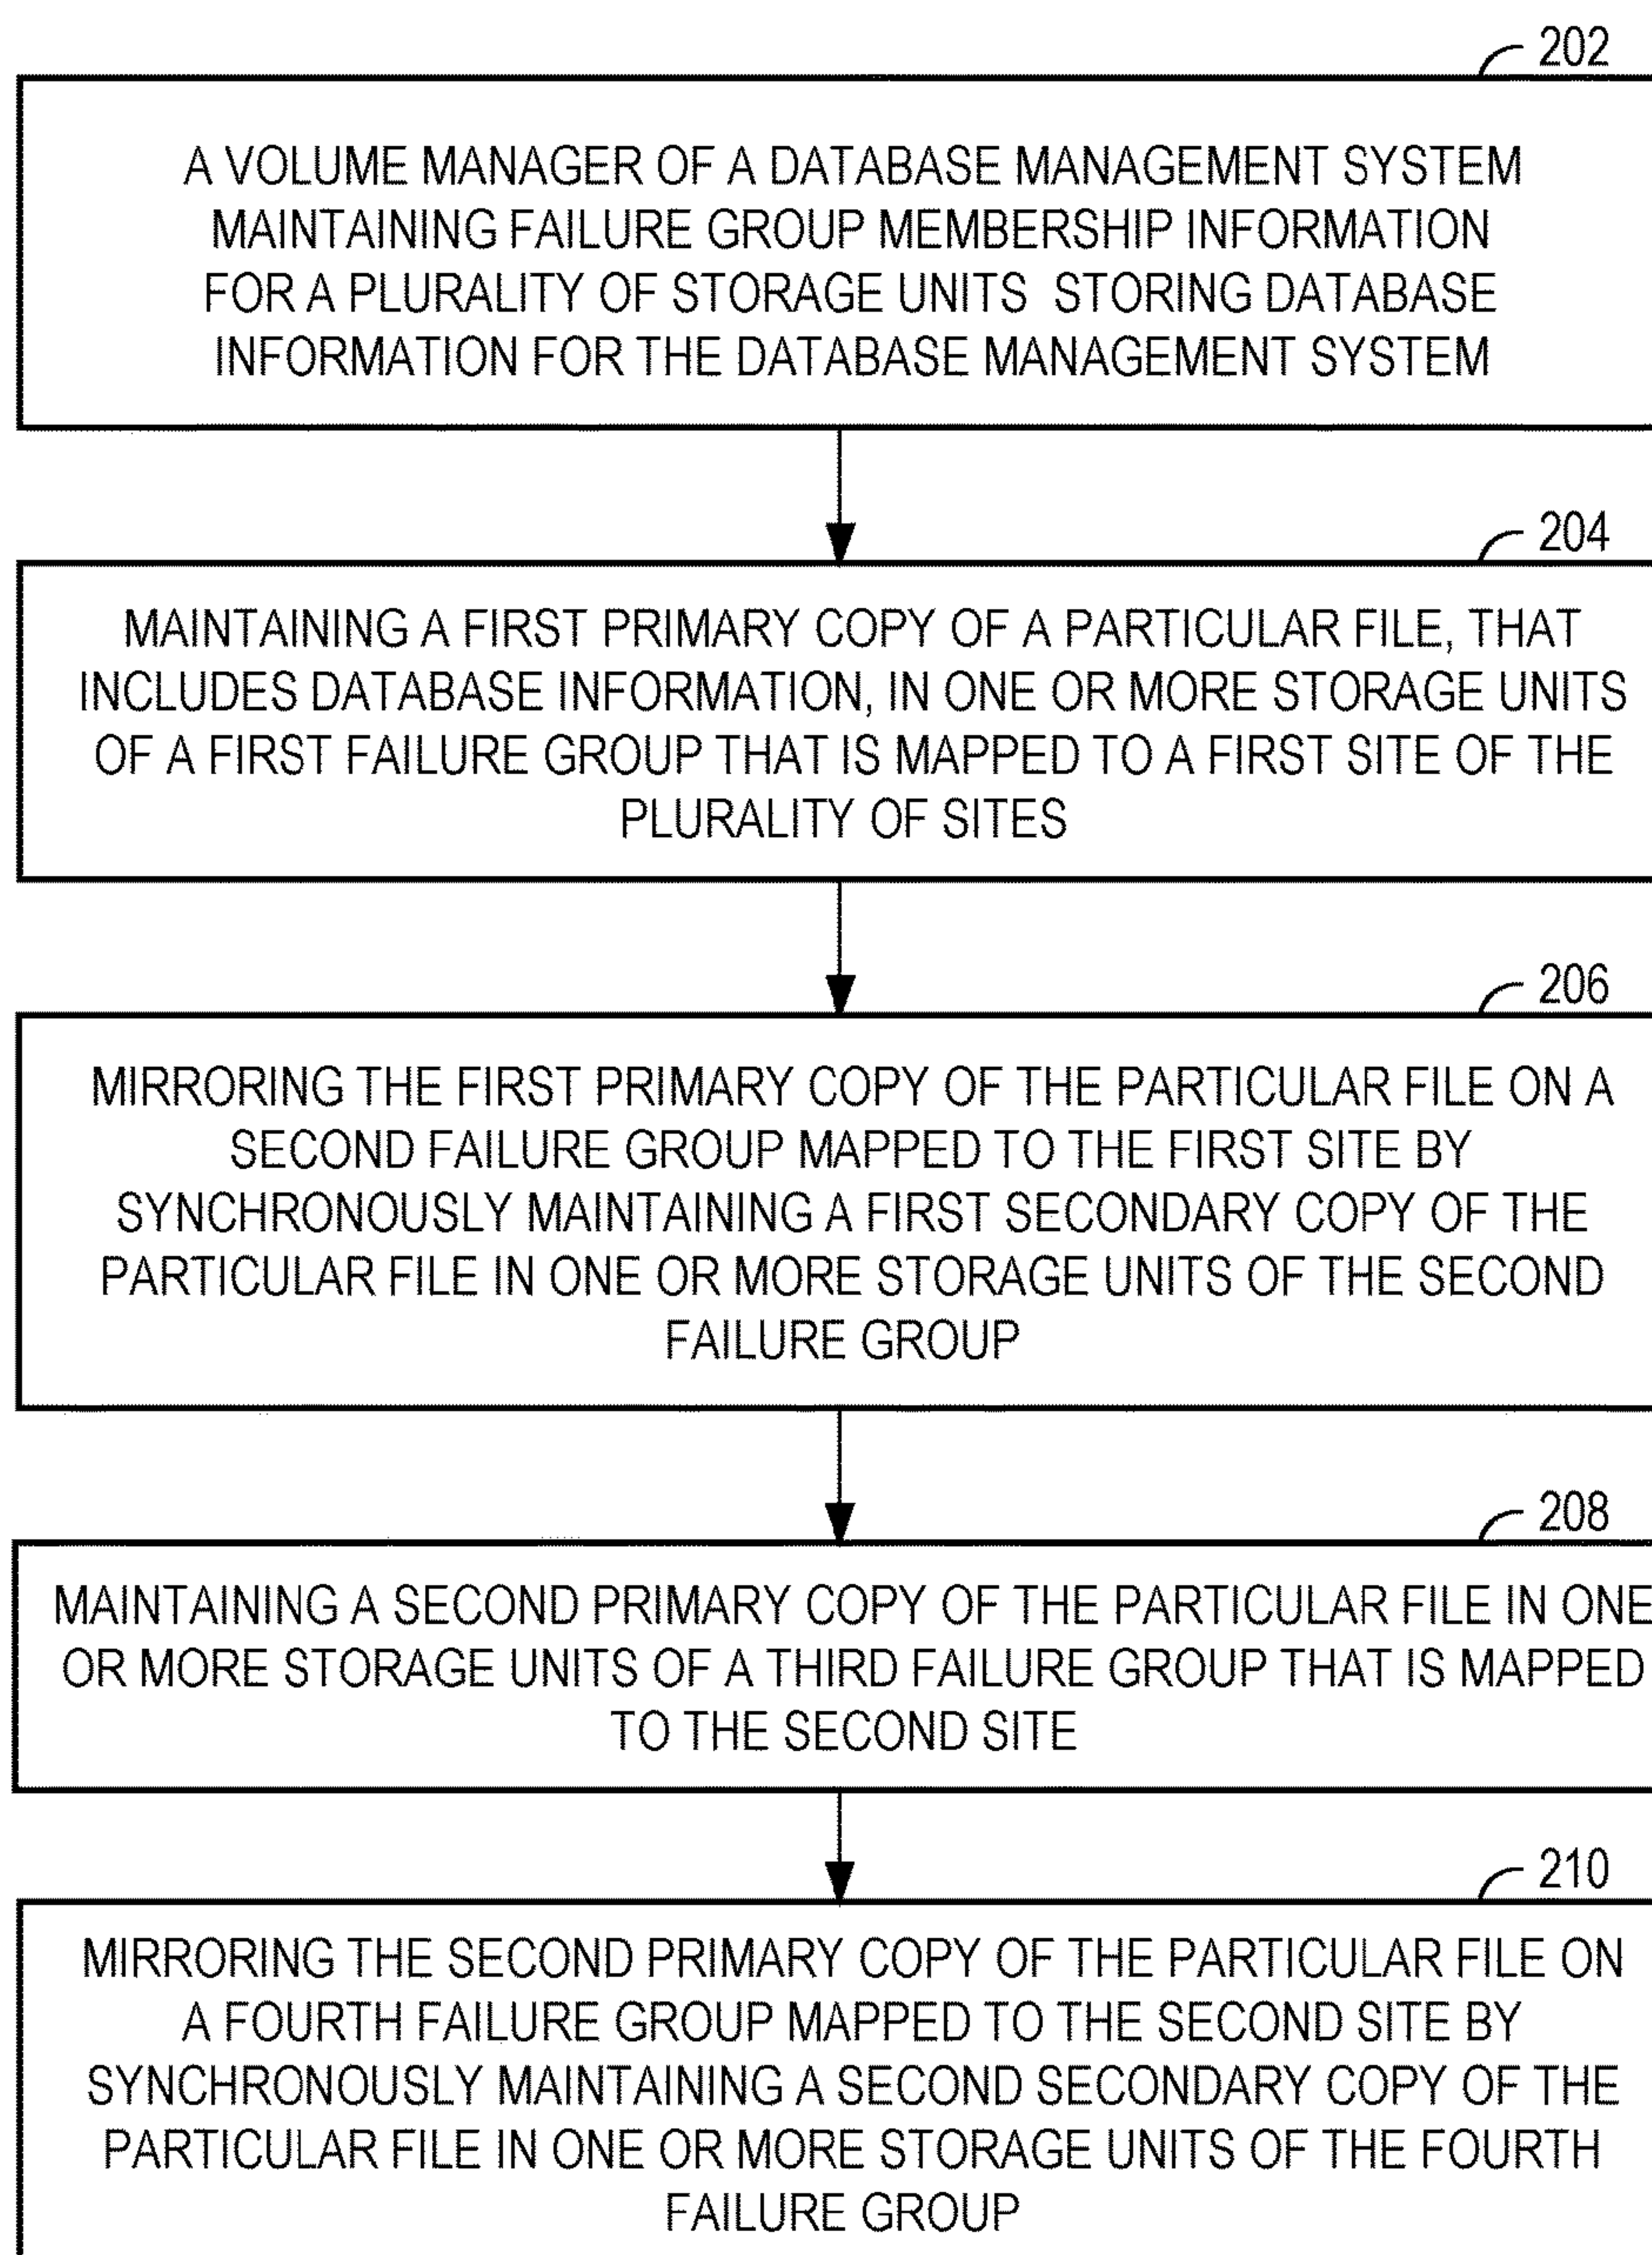 202
A VOLUME MANAGER OF A DATABASE MANAGEMENT SYSTEM
MAINTAINING FAILURE GROUP MEMBERSHIP INFORMATION
FOR A PLURALITY OF STORAGE UNITS STORING DATABASE
INFORMATION FOR THE DATABASE MANAGEMENT SYSTEM
204
MAINTAINING A FIRST PRIMARY COPY OF A PARTICULAR FILE, THAT
INCLUDES DATABASE INFORMATION, IN ONE OR MORE STORAGE UNITS
OF A FIRST FAILURE GROUP THAT IS MAPPED TO A FIRST SITE OF THE
PLURALITY OF SITES
206
MIRRORING THE FIRST PRIMARY COPY OF THE PARTICULAR FILE ON A
SECOND FAILURE GROUP MAPPED TO THE FIRST SITE BY
SYNCHRONOUSLY MAINTAINING A FIRST SECONDARY COPY OF THE
PARTICULAR FILE IN ONE OR MORE STORAGE UNITS OF THE SECOND
FAILURE GROUP
208
MAINTAINING A SECOND PRIMARY COPY OF THE PARTICULAR FILE IN ONE
OR MORE STORAGE UNITS OF A THIRD FAILURE GROUP THAT IS MAPPED
TO THE SECOND SITE
210
MIRRORING THE SECOND PRIMARY COPY OF THE PARTICULAR FILE ON
A FOURTH FAILURE GROUP MAPPED TO THE SECOND SITE BY
SYNCHRONOUSLY MAINTAINING A SECOND SECONDARY COPY OF THE
PARTICULAR FILE IN ONE OR MORE STORAGE UNITS OF THE FOURTH
FAILURE GROUP